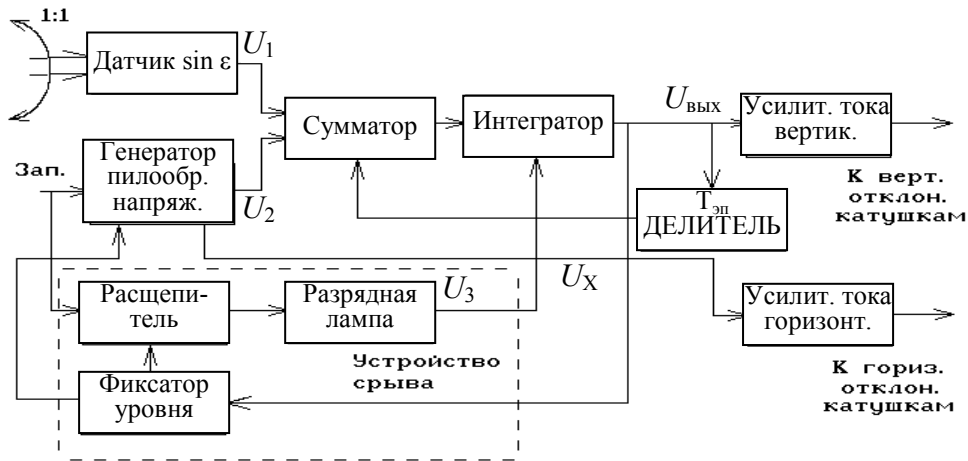 1:1
Датчик sin ε
U1
Сумматор
Интегратор
Uвых
Усилит. тока
вертик.
К верт.
отклон.
катушкам
Зап.
Генератор
пилообр.
напряж.
U2
Tэп
ДЕЛИТЕЛЬ
Расщепи-
тель
Разрядная
лампа
U3
UX
Усилит. тока
горизонт.
К гориз.
отклон.
катушкам
Устройство
срыва
Фиксатор
уровня